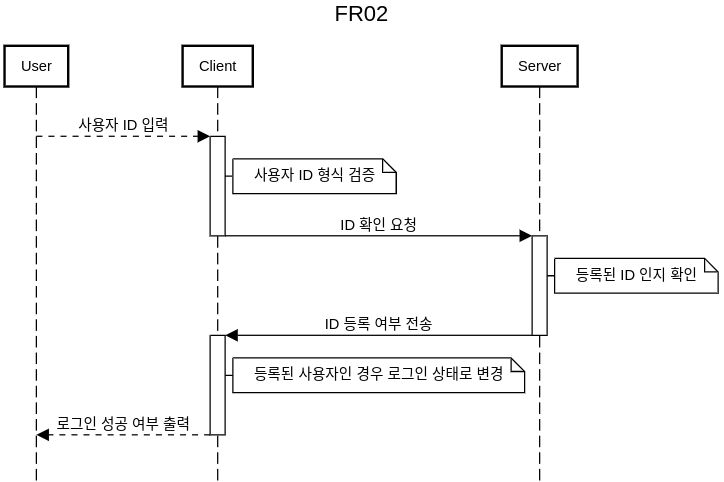 FR02
User
Client
Server
사용자 ID 입력
사용자 ID 형식 검증
ID 확인 요청
등록된 ID 인지 확인
ID 등록 여부 전송
등록된 사용자인 경우 로그인 상태로 변경
로그인 성공 여부 출력